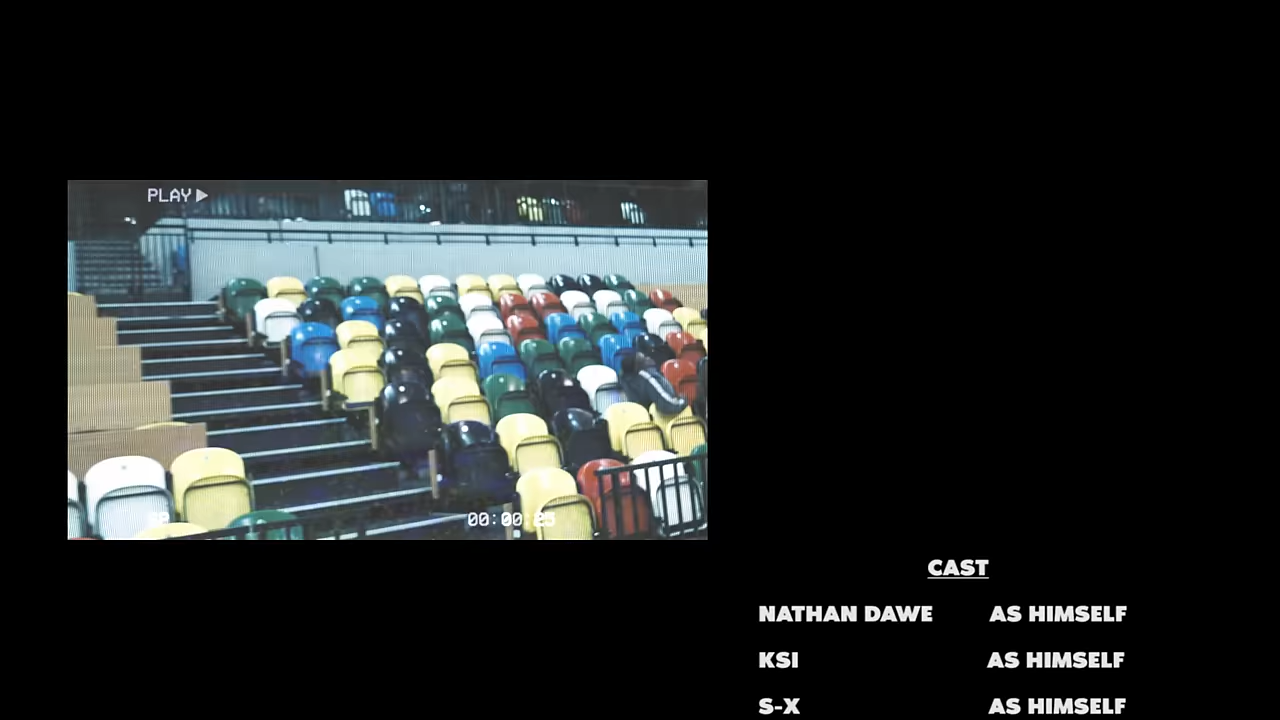 PLAY
00:00:25
CAST
NATHAN DAWE AS HIMSELF
KSI AS HIMSELF
S-X AS HIMSELF